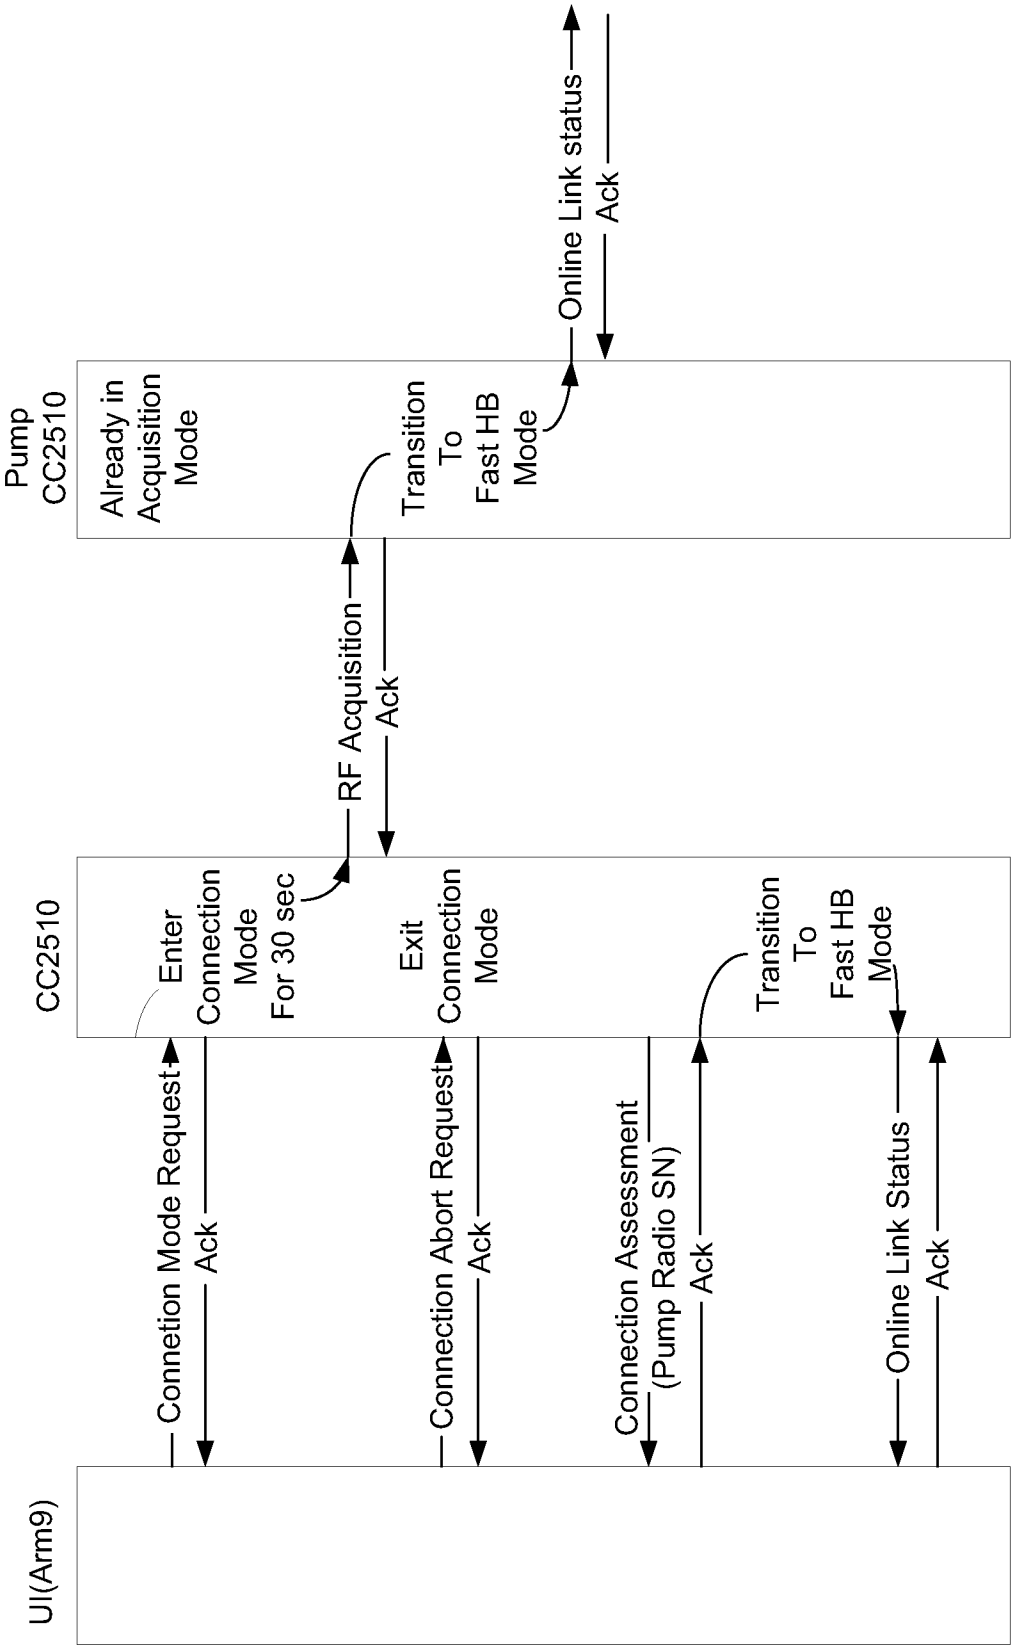 UI(Arm9)
CC2510
Pump
CC2510
Connetion Mode Request
Ack
Enter
Connection
Mode
For 30 sec
RF Acquisition
Ack
Already in
Acquisition
Mode
Transition
To
Fast HB
Mode
Online Link status
Ack
Connection Abort Request
Ack
Exit
Connection
Mode
Connection Assessment
(Pump Radio SN)
Ack
Transition
To
Fast HB
Mode
Online Link Status
Ack